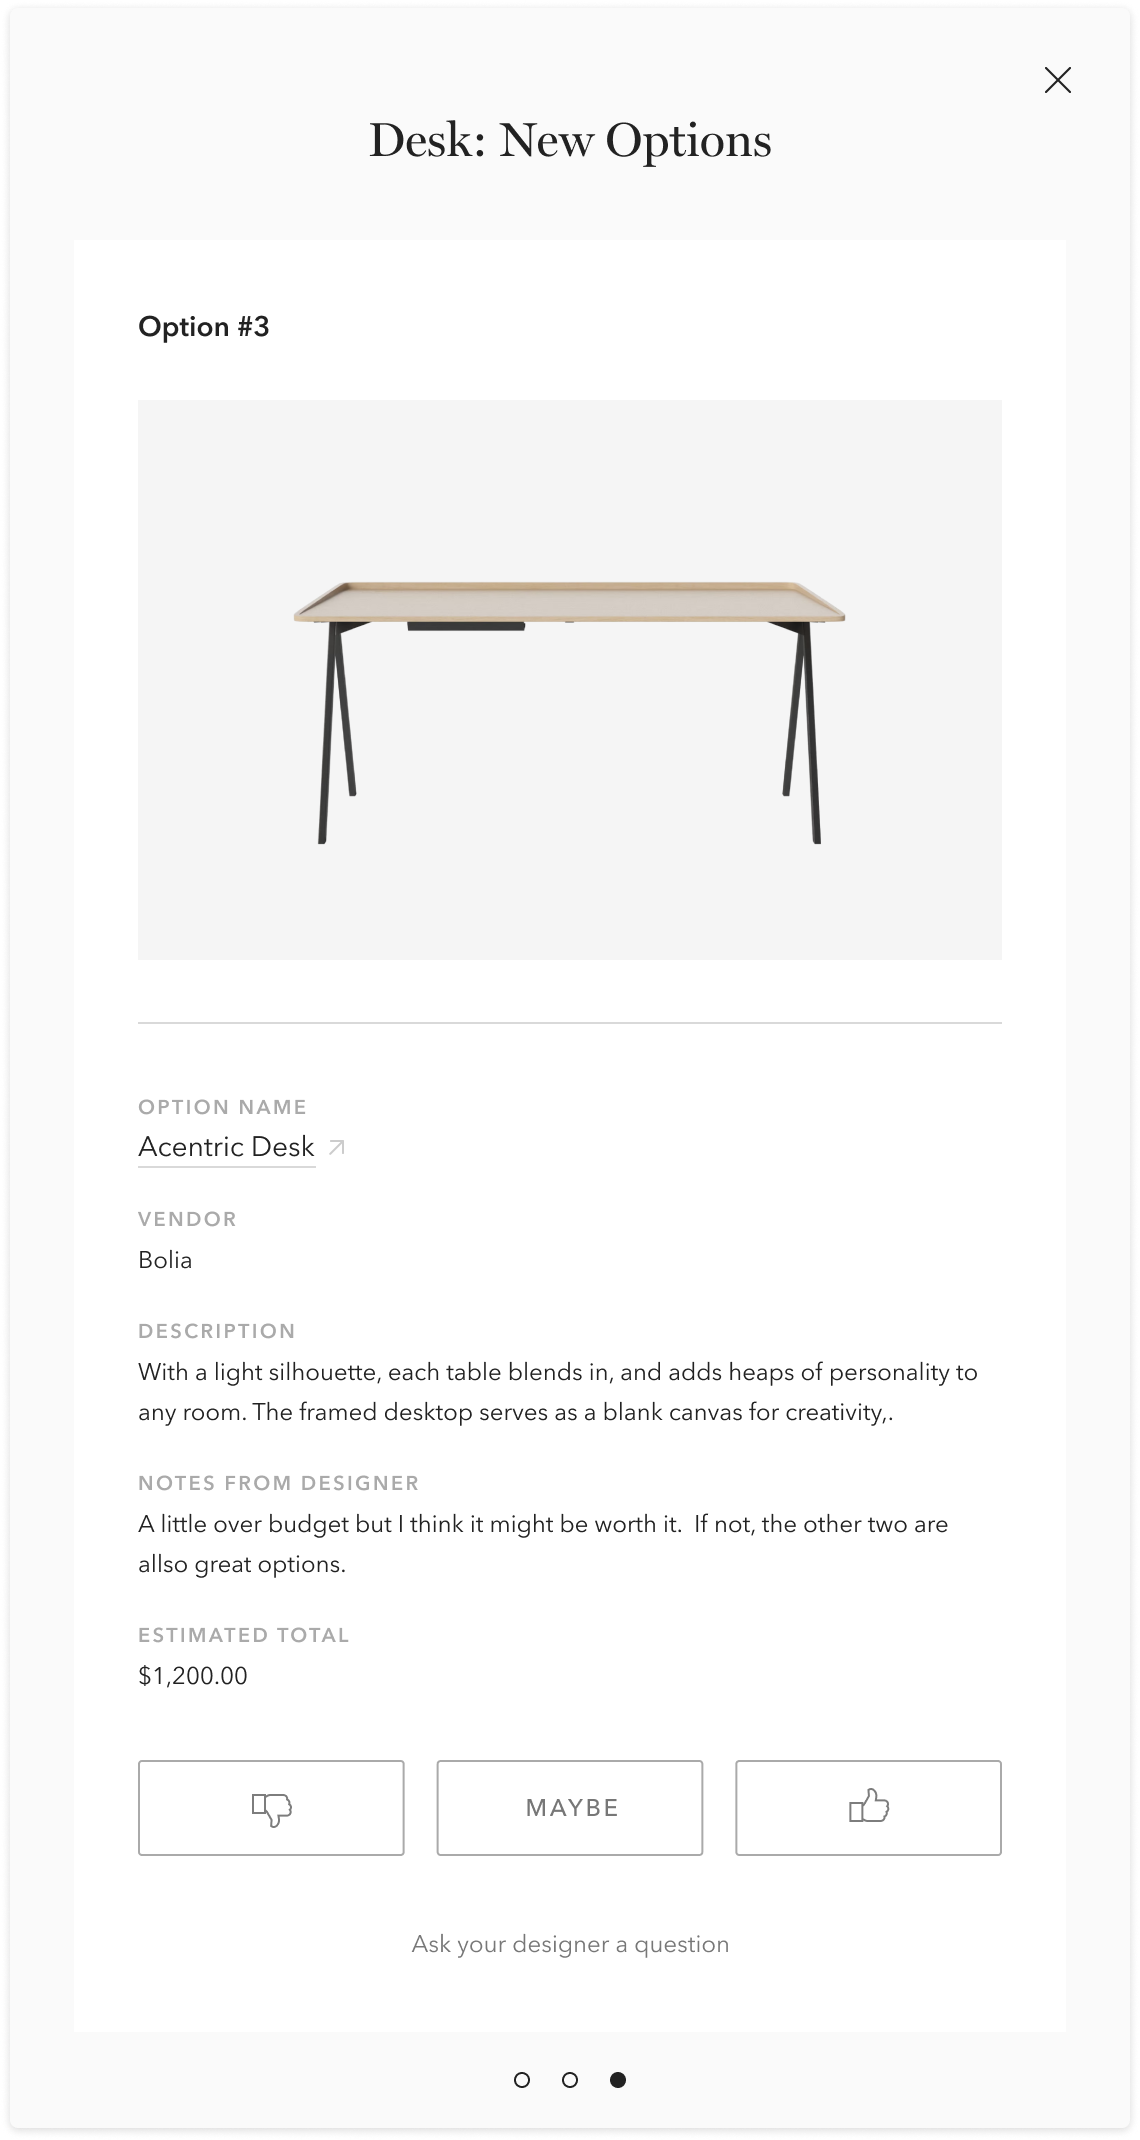 Desk: New Options
Option #3
OPTION NAME
Acentric Desk
VENDOR
Bolia
DESCRIPTION
With a light silhouette, each table blends in, and adds heaps of personality to
any room. The framed desktop serves as a blank canvas for creativity,.
NOTES FROM DESIGNER
A little over budget but I think it might be worth it.  If not, the other two are
allso great options.
ESTIMATED TOTAL
$1,200.00
MAYBE
Ask your designer a question